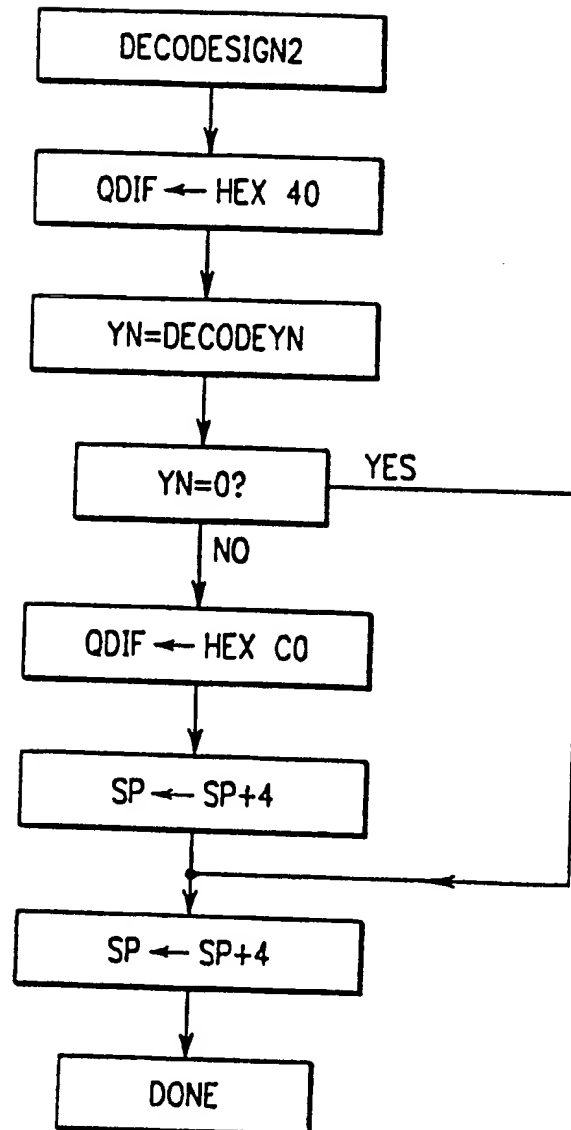 DECODESIGN2
QDIF ← HEX 40
YN=DECODEYN
YN=0?
YES
NO
QDIF ← HEX C0
SP ← SP+4
SP ← SP+4
DONE